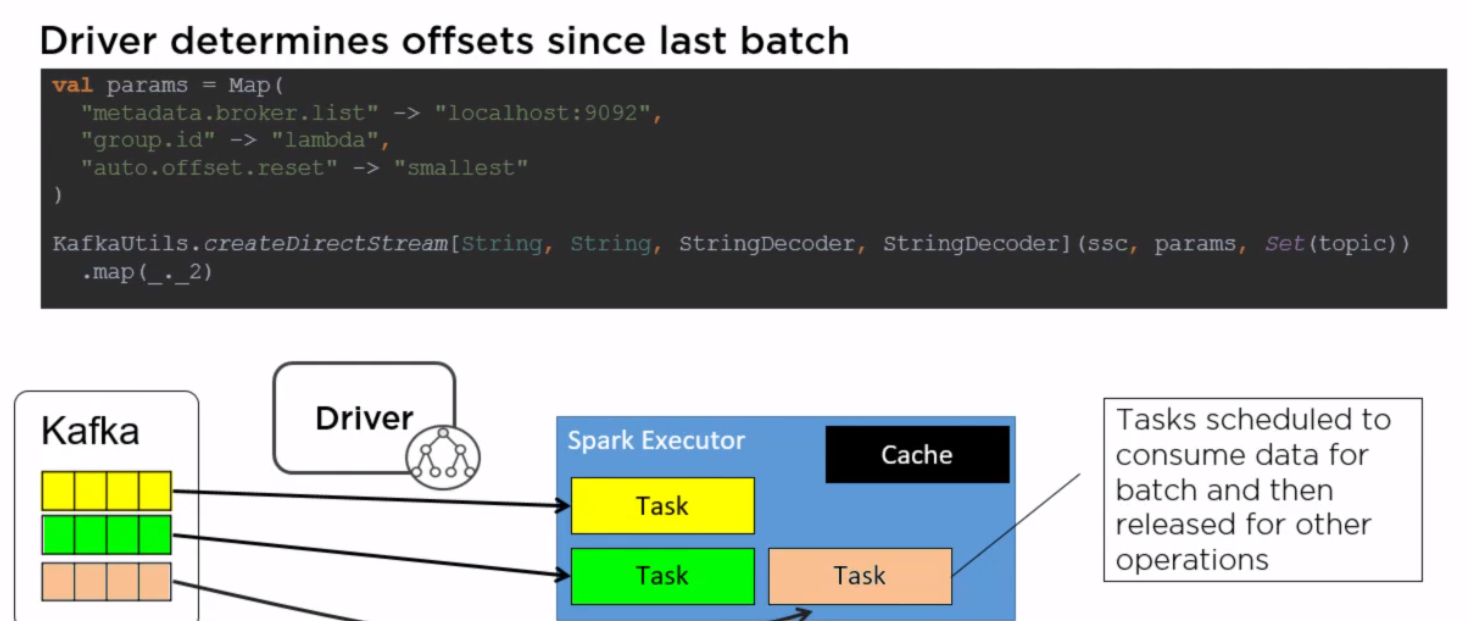 Driver determines offsets since last batch
val params = Map(
"metadata.broker.list" -> "localhost:9092",
"group.id" -> "lambda",
"auto.offset.reset" -> "smallest"
)
KafkaUtils.createDirectStream[String, String, StringDecoder, StringDecoder](ssc, params, Set(topic))
.map(_._2)
Kafka
Driver
Spark Executor
Cache
Task
Task
Task
Tasks scheduled to
consume data for
batch and then
released for other
operations